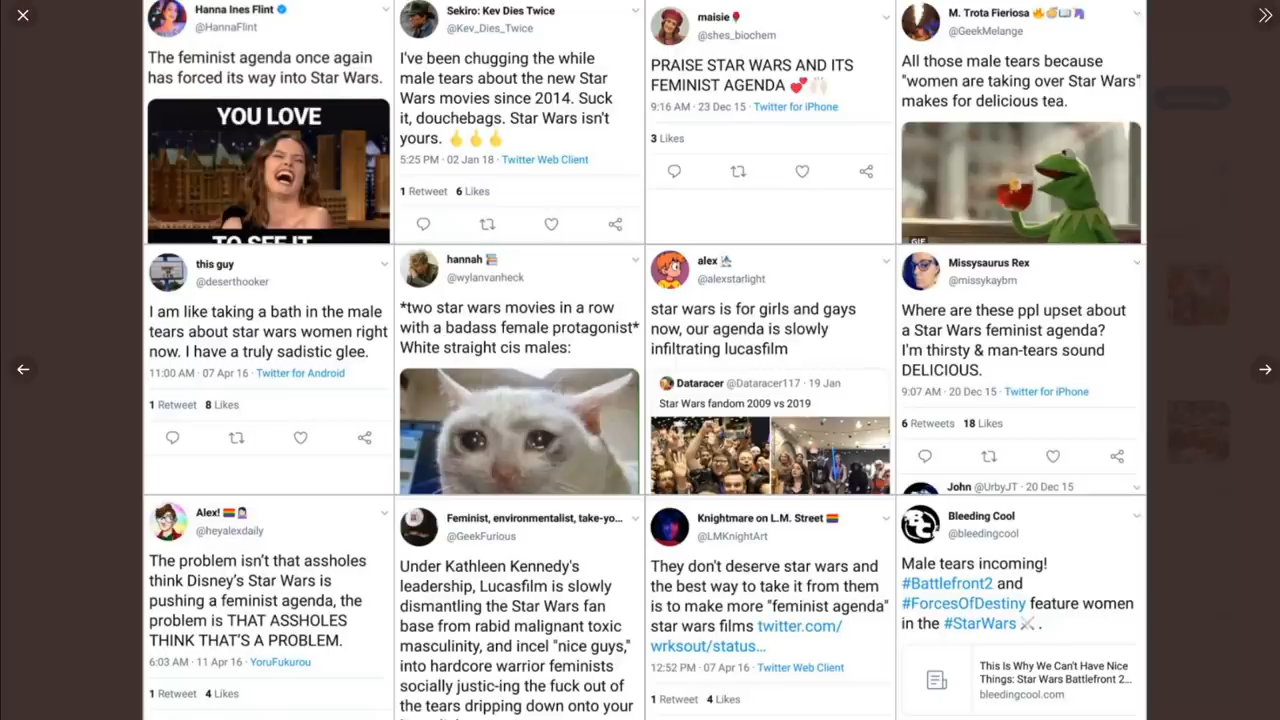 Hanna Ines Flint
@HannaFlint
The feminist agenda once again
has forced its way into Star Wars.
YOU LOVE
TO SEE IT
Sekiro: Kev Dies Twice
@Kev_Dies_Twice
I've been chugging the while
male tears about the new Star
Wars movies since 2014. Suck
it, douchebags. Star Wars isn't
yours.
5:25 PM · 02 Jan 18 · Twitter Web Client
1 Retweet 6 Likes
maisie
@shes_biochem
PRAISE STAR WARS AND ITS
FEMINIST AGENDA
9:16 AM · 23 Dec 15 · Twitter for iPhone
3 Likes
M. Trota Fieriosa
@GeekMelange
All those male tears because
"women are taking over Star Wars"
makes for delicious tea.
GIF
this guy
@deserthooker
I am like taking a bath in the male
tears about star wars women right
now. I have a truly sadistic glee.
11:00 AM · 07 Apr 16 · Twitter for Android
1 Retweet 8 Likes
hannah
@wylanvanheck
*two star wars movies in a row
with a badass female protagonist*
White straight cis males:
alex
@alexstarlight
star wars is for girls and gays
now, our agenda is slowly
infiltrating lucasfilm
Dataracer @Dataracer117 · 19 Jan
Star Wars fandom 2009 vs 2019
Missysaurus Rex
@missykaybrn
Where are these ppl upset about
a Star Wars feminist agenda?
I'm thirsty & man-tears sound
DELICIOUS.
9:07 AM · 20 Dec 15 · Twitter for iPhone
6 Retweets 18 Likes
John @UrbyJT · 20 Dec 15
Alex!
@heyalexdaily
The problem isn't that assholes
think Disney's Star Wars is
pushing a feminist agenda, the
problem is THAT ASSHOLES
THINK THAT'S A PROBLEM.
6:03 AM · 11 Apr 16 · YoruFukurou
1 Retweet 4 Likes
Feminist, environmentalist, take-yo...
@GeekFurious
Under Kathleen Kennedy's
leadership, Lucasfilm is slowly
dismantling the Star Wars fan
base from rabid malignant toxic
masculinity, and incel "nice guys,"
into hardcore warrior feminists
socially justic-ing the fuck out of
the tears dripping down onto your
Knightmare on L.M. Street
@LMKnightArt
They don't deserve star wars and
the best way to take it from them
is to make more "feminist agenda"
star wars films twitter.com/
wrksout/status...
12:52 PM · 07 Apr 16 · Twitter Web Client
1 Retweet 4 Likes
Bleeding Cool
@bleedingcool
Male tears incoming!
#Battlefront2 and
#ForcesOfDestiny feature women
in the #StarWars .
This Is Why We Can't Have Nice
Things: Star Wars Battlefront 2...
bleedingcool.com